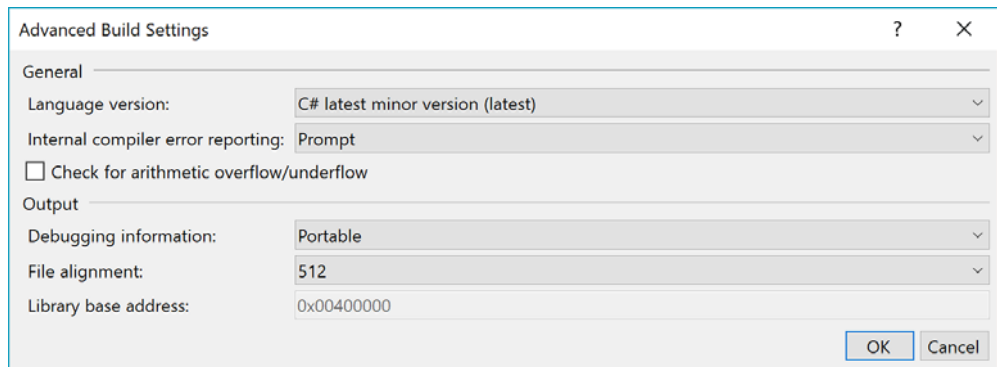 Advanced Build Settings ?
General
Language version: C# latest minor version (latest)
Internal compiler error reporting: Prompt
Check for arithmetic overflow/underflow
Output
Debugging information: Portable
File alignment: 512
Library base address: 0x00400000
OK Cancel